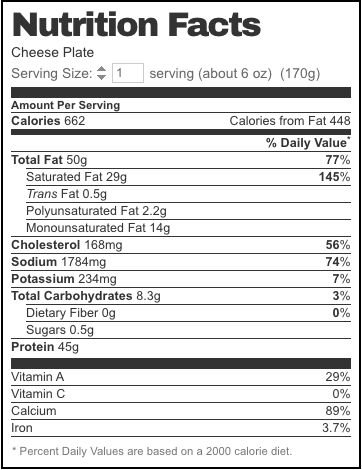 Nutrition Facts
Cheese Plate
Serving Size: 1 serving (about 6 oz) (170g)
Amount Per Serving
Calories 662 Calories from Fat 448
% Daily Value*
Total Fat 50g 77%
Saturated Fat 29g 145%
Trans Fat 0.5g
Polyunsaturated Fat 2.2g
Monounsaturated Fat 14g
Cholesterol 168mg 56%
Sodium 1784mg 74%
Potassium 234mg 7%
Total Carbohydrates 8.3g 3%
Dietary Fiber 0g 0%
Sugars 0.5g
Protein 45g
Vitamin A 29%
Vitamin C 0%
Calcium 89%
Iron 3.7%
* Percent Daily Values are based on a 2000 calorie diet.